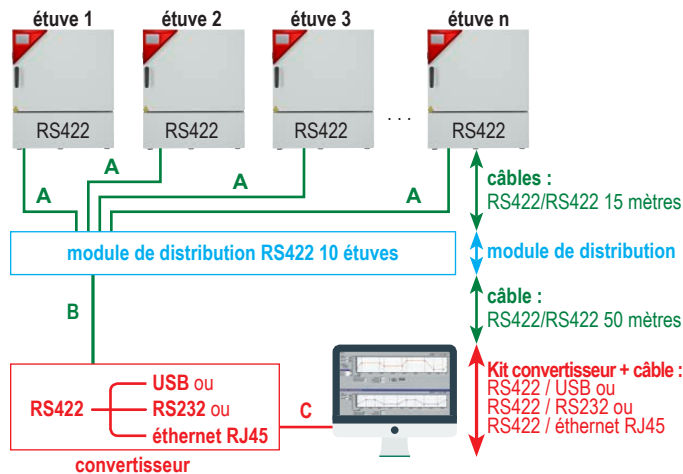 étuve 1 étuve 2 étuve 3 étuve n
RS422 RS422 RS422 . . . RS422
A A A A
câbles :
RS422/RS422 15 mètres
module de distribution RS422 10 étuves
module de distribution
B
câble :
RS422/RS422 50 mètres
Kit convertisseur + câble :
RS422 / USB ou
RS422 / RS232 ou
RS422 / éthernet RJ45
USB ou
RS422 RS232 ou
éthernet RJ45
C
convertisseur